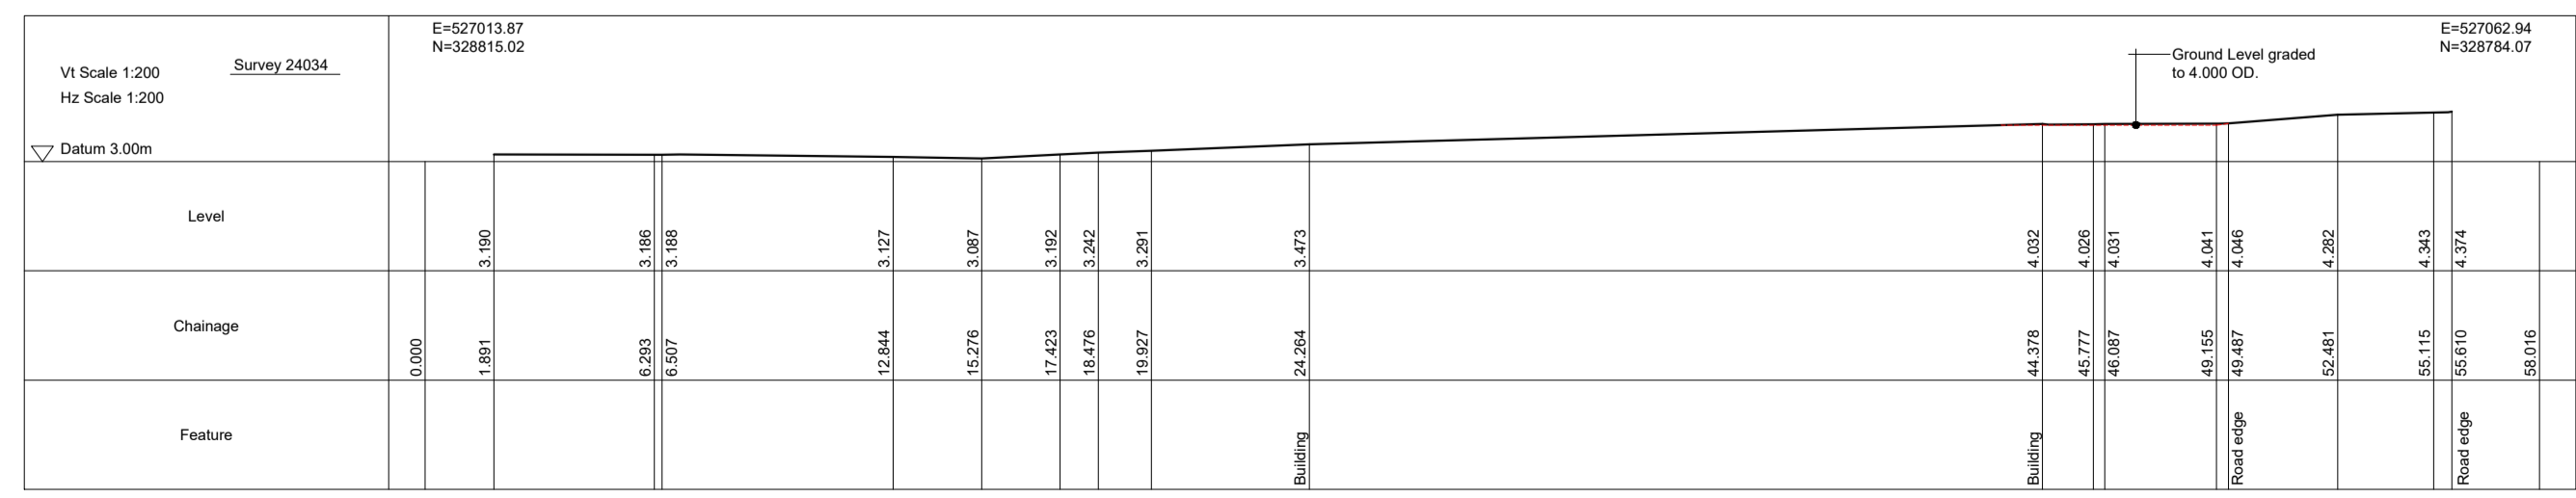 E=527013.87
N=328815.02
E=527062.94
N=328784.07
Vt Scale 1:200
Survey 24034
Hz Scale 1:200
Ground Level graded
to 4.000 OD.
Datum 3.00m
Level
3.190
3.186
3.188
3.127
3.087
3.192
3.242
3.291
3.473
4.032
4.026
4.031
4.041
4.046
4.282
4.343
4.374
Chainage
0.000
1.891
6.293
6.507
12.844
15.276
17.423
18.476
19.927
24.264
44.378
45.777
46.087
49.155
49.487
52.481
55.115
55.610
58.016
Feature
Building
Building
Road edge
Road edge